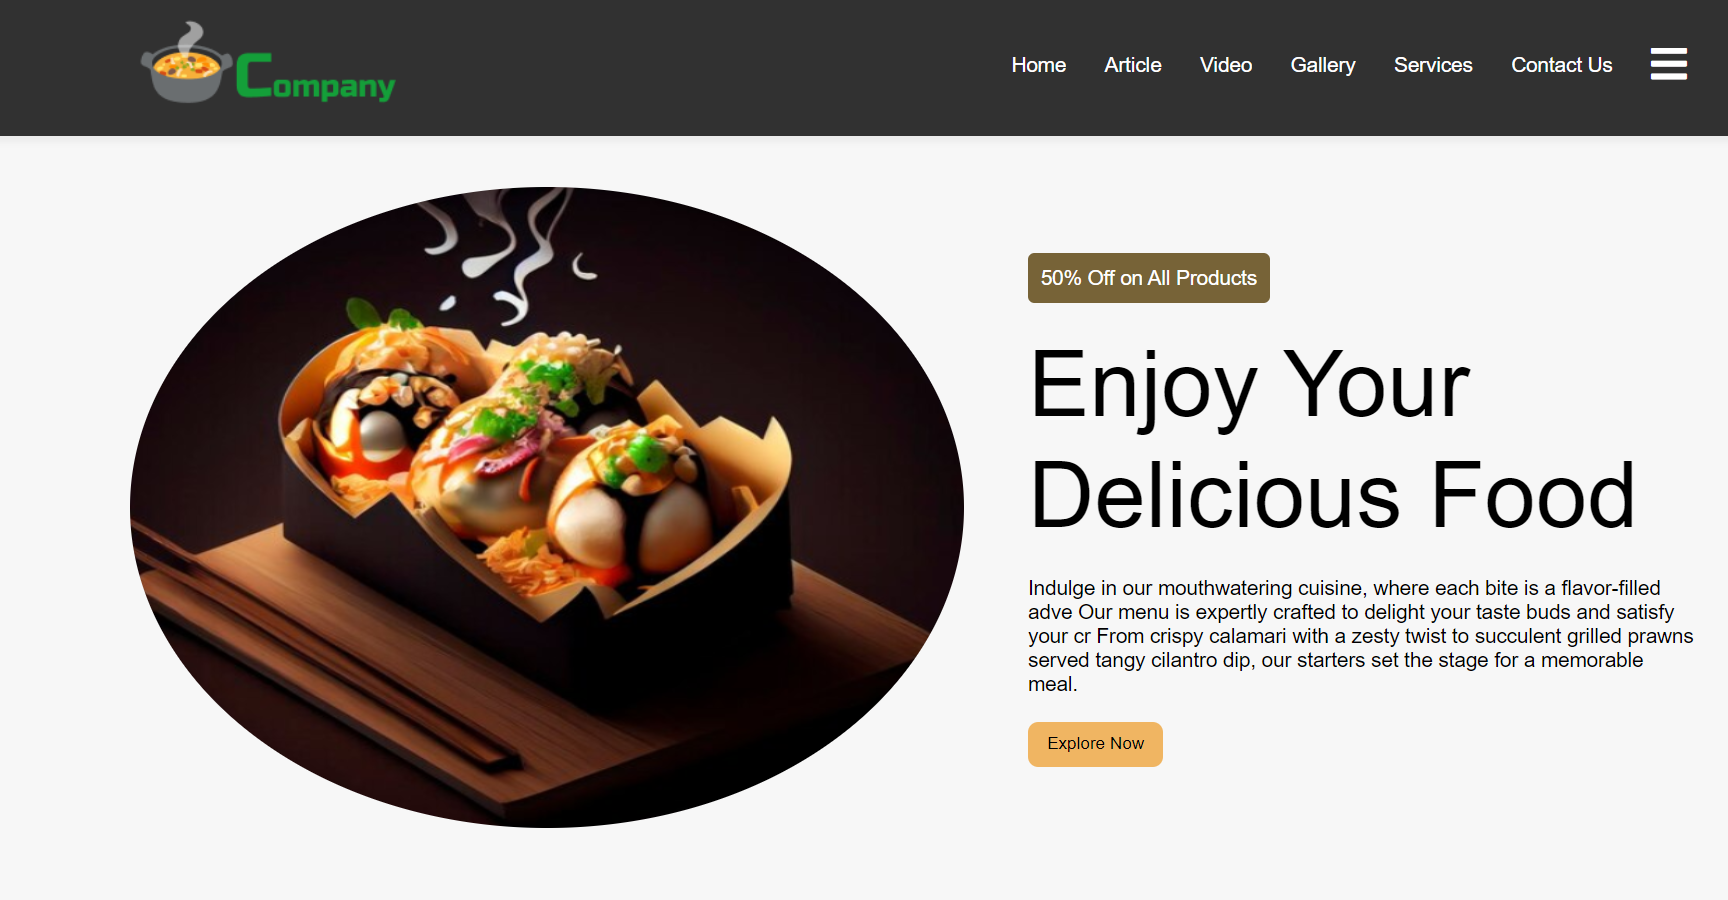 Company
Home Article Video Gallery Services Contact Us
50% Off on All Products
Enjoy Your
Delicious Food
Indulge in our mouthwatering cuisine, where each bite is a flavor-filled
adve Our menu is expertly crafted to delight your taste buds and satisfy
your cr From crispy calamari with a zesty twist to succulent grilled prawns
served tangy cilantro dip, our starters set the stage for a memorable
meal.
Explore Now